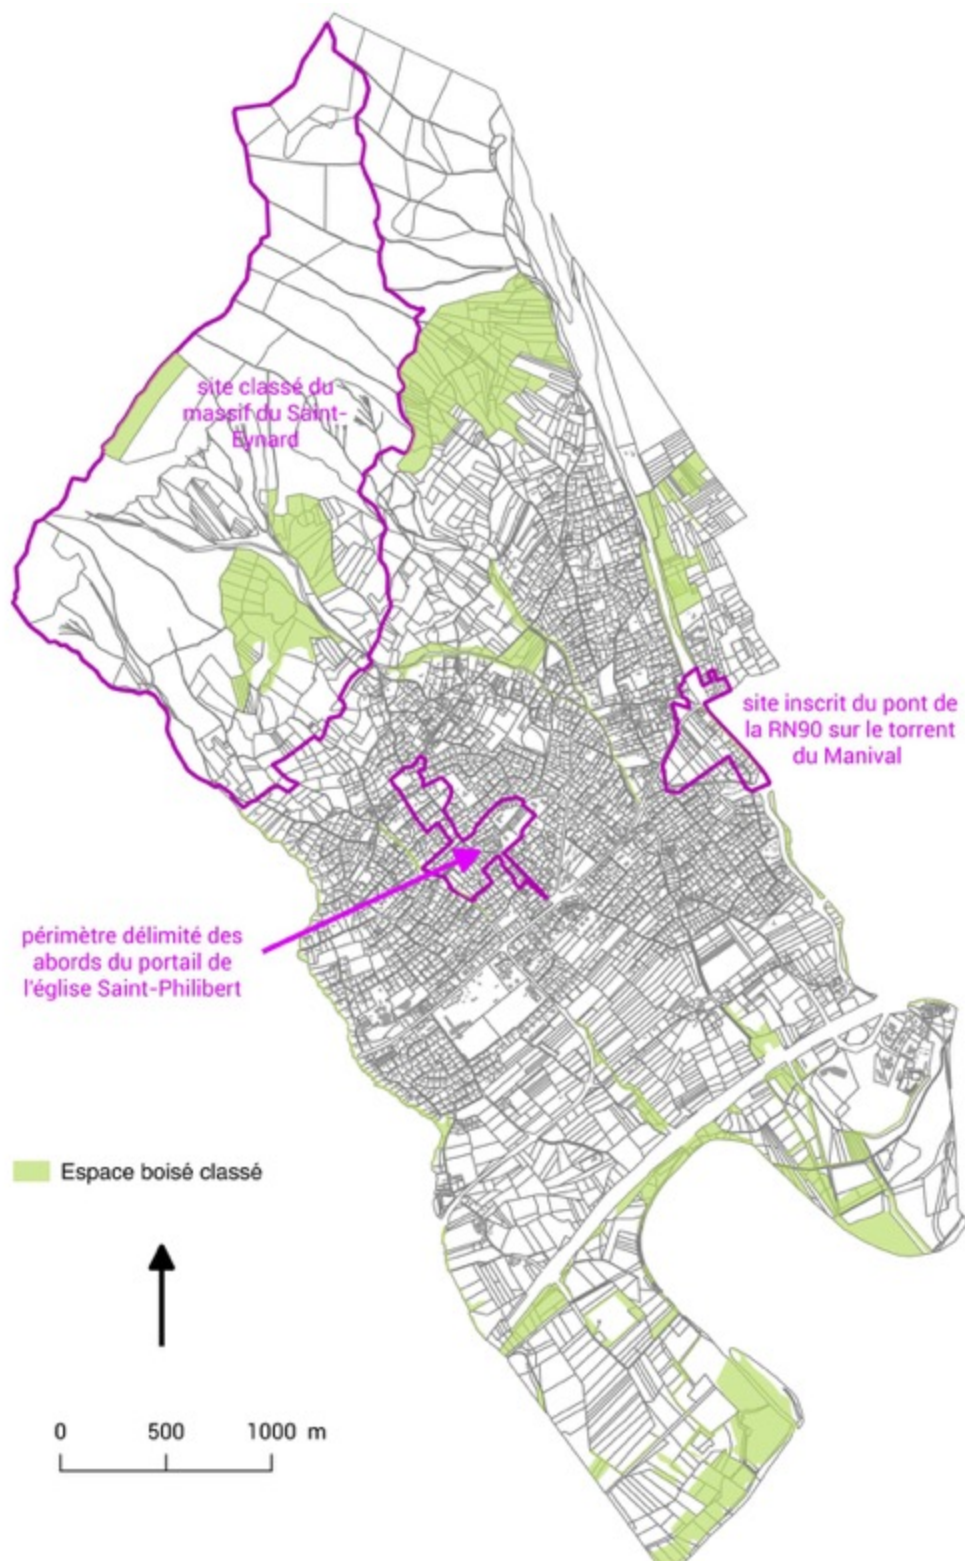 site classé du
massif du Saint-
Eynard
site inscrit du pont de
la RN90 sur le torrent
du Manival
périmètre délimité des
abords du portail de
l'église Saint-Philibert
Espace boisé classé
0 500 1000 m